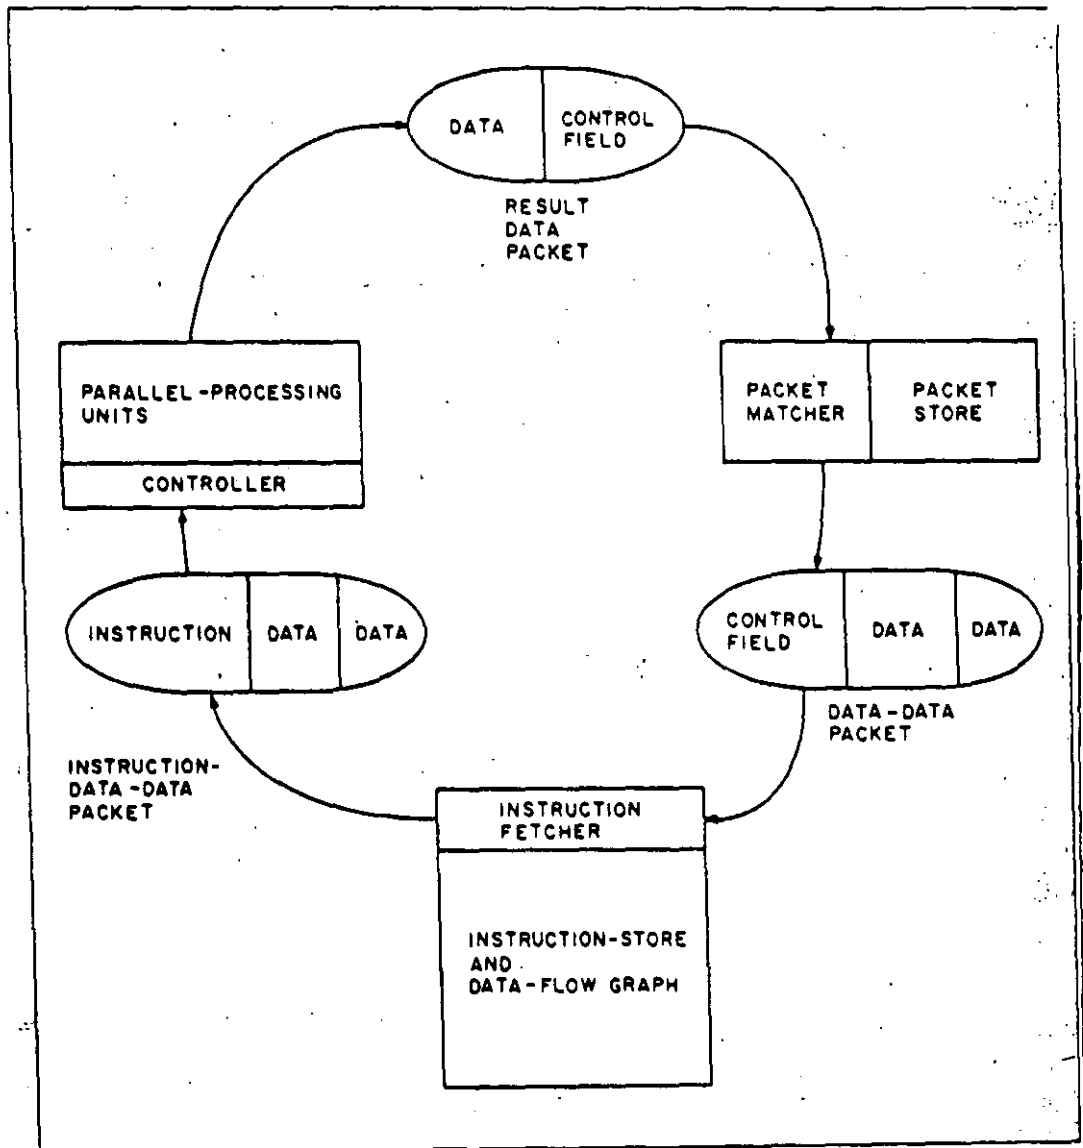 DATA
CONTROL
FIELD
RESULT
DATA
PACKET
PARALLEL-PROCESSING
UNITS
CONTROLLER
PACKET
MATCHER
PACKET
STORE
INSTRUCTION
DATA
DATA
CONTROL
FIELD
DATA
DATA
INSTRUCTION-
DATA-DATA
PACKET
DATA-DATA
PACKET
INSTRUCTION
FETCHER
INSTRUCTION-STORE
AND
DATA-FLOW GRAPH